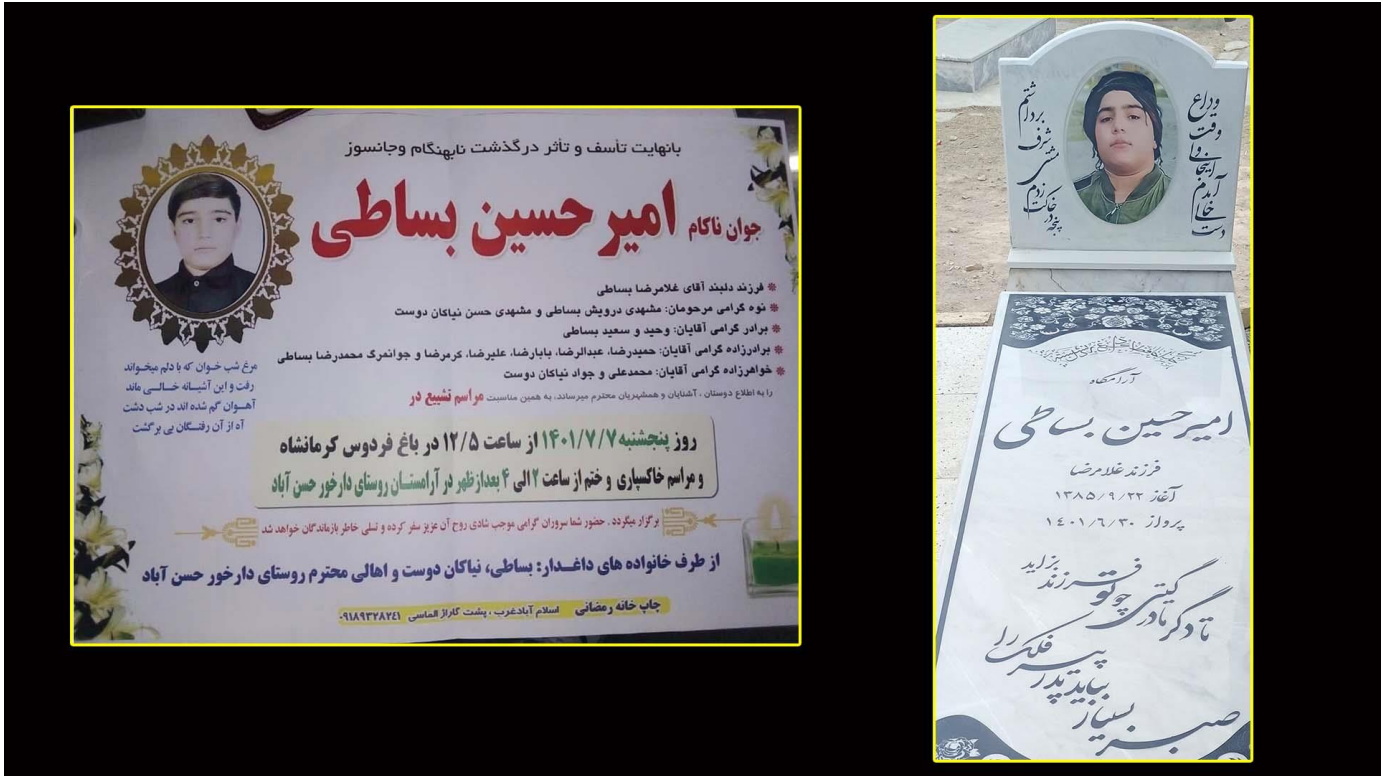 بانهایت تأسف و تأثر درگذشت نابهنگام وجانسوز
جوان ناکام امیر حسین بساطی
فرزند دلبند آقای غلامرضا بساطی
نوه گرامی مرحومان: مشهدی درویش بساطی و مشهدی حسن نیاکان دوست
برادر گرامی آقایان: وحید و سعید بساطی
برادرزاده گرامی آقایان: حمیدرضا، عبدالرضا، بابارضا، علیرضا، کرمرضا و جوانمرگ محمدرضا بساطی
خواهرزاده گرامی آقایان: محمدعلی و جواد نیاکان دوست
را به اطلاع دوستان ، آشنایان و همشهریان محترم میرساند، به همین مناسبت مراسم تشییع در
روز پنجشنبه ۱۴۰۱/۷/۷ از ساعت ۱۲/۵ در باغ فردوس کرمانشاه
و مراسم خاکسپاری و ختم از ساعت ۲ الی ۴ بعدازظهر در آرامستان روستای دارخور حسن آباد
برگزار میگردد . حضور شما سروران گرامی موجب شادی روح آن عزیز سفر کرده و تسلی خاطر بازماندگان خواهد شد
از طرف خانواده های داغدار: بساطی، نیاکان دوست و اهالی محترم روستای دارخور حسن آباد
چاپ خانه رمضانی اسلام آبادغرب ، پشت گاراژ الماسی ۰۹۱۸۹۳۲۸۲۴۱
مرغ شب خوان که با دلم میخواند
رفت و این آشیانه خالی ماند
آهوان گم شده اند در شب دشت
آه از آن رفتگان بی برگشت
وقت وداع
اینجا و
آمدم
دست خالی
برداشتم
مشتی شرف
زدم
پنجه در خاکت
آرامگاه
امیرحسین بساطی
فرزند غلامرضا
آغاز ۱۳۸۵/۹/۲۲
پرواز ۱۴۰۱/۶/۳۰
تا دگر مادر گیتی چو تو فرزند بزاید
صبر بسیار بباید پدر پیر فلک را